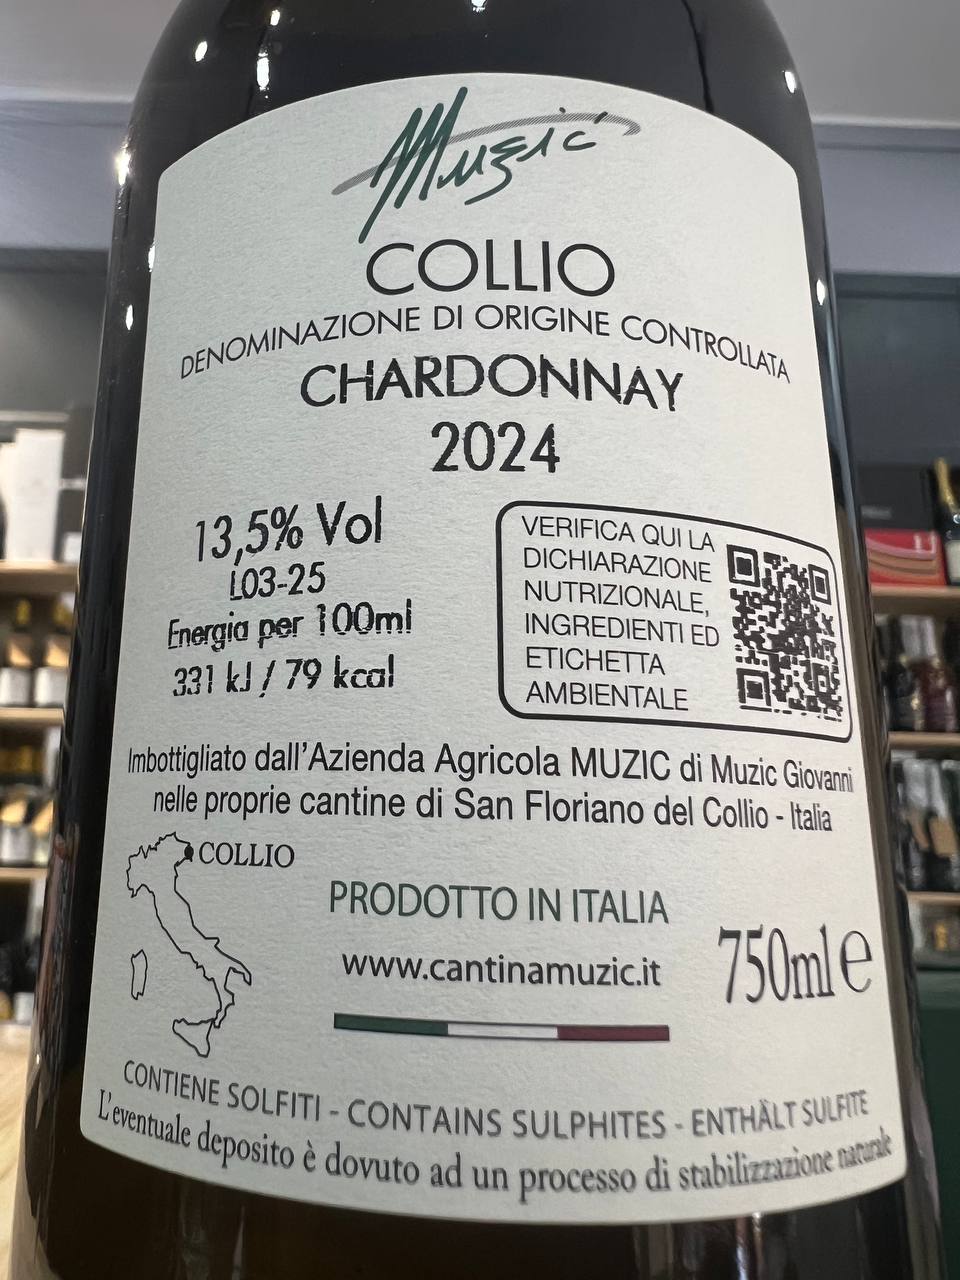 Muzic'
COLLIO
DENOMINAZIONE DI ORIGINE CONTROLLATA
CHARDONNAY
2024
13,5% Vol
L03-25
Energia per 100ml
331 kJ / 79 kcal
VERIFICA QUI LA
DICHIARAZIONE
NUTRIZIONALE,
INGREDIENTI ED
ETICHETTA
AMBIENTALE
Imbottigliato dall'Azienda Agricola MUZIC di Muzic Giovanni
nelle proprie cantine di San Floriano del Collio - Italia
COLLIO
PRODOTTO IN ITALIA
www.cantinamuzic.it
750ml e
CONTIENE SOLFITI - CONTAINS SULPHITES - ENTHÄLT SULFITE
L'eventuale deposito è dovuto ad un processo di stabilizzazione naturale